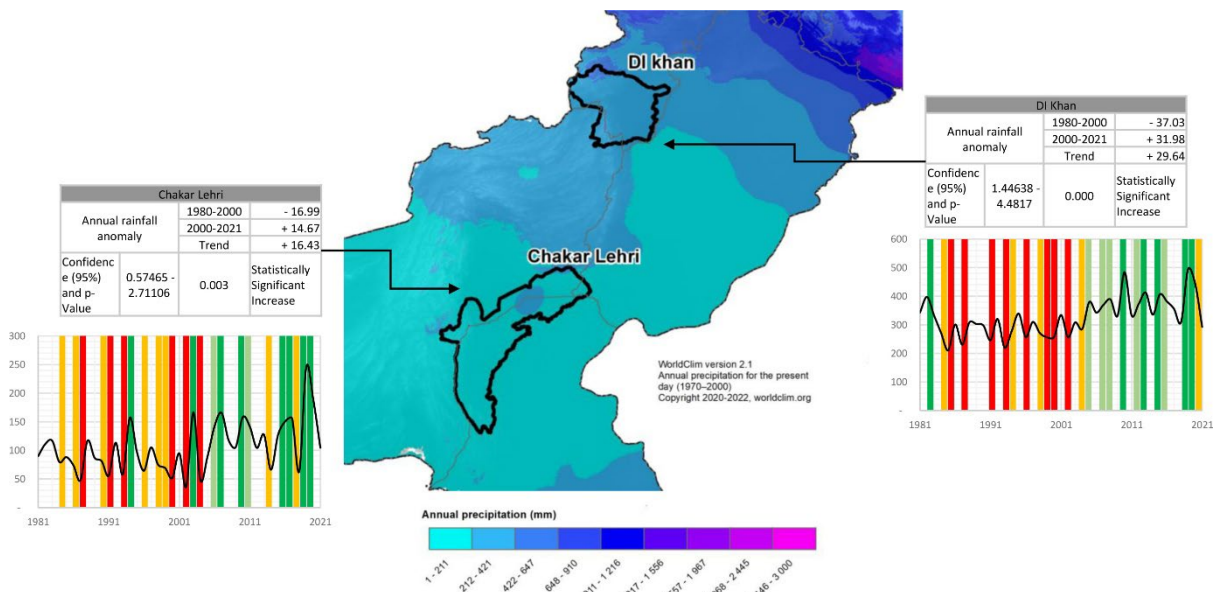 DI khan
Chakar Lehri
WorldClim version 2.1
Annual precipitation for the present
day (1970–2000)
Copyright 2020-2022, worldclim.org
Chakar Lehri
Annual rainfall
anomaly
1980-2000 - 16.99
2000-2021 + 14.67
Trend + 16.43
Confidenc
e (95%)
and p-
Value
0.57465 -
2.71106
0.003
Statistically
Significant
Increase
300
250
200
150
100
50
-
1981 1991 2001 2011 2021
DI Khan
Annual rainfall
anomaly
1980-2000 - 37.03
2000-2021 + 31.98
Trend + 29.64
Confidenc
e (95%)
and p-
Value
1.44638 -
4.4817
0.000
Statistically
Significant
Increase
600
500
400
300
200
100
-
1981 1991 2001 2011 2021
Annual precipitation (mm)
1 - 211
212 - 421
422 - 647
648 - 910